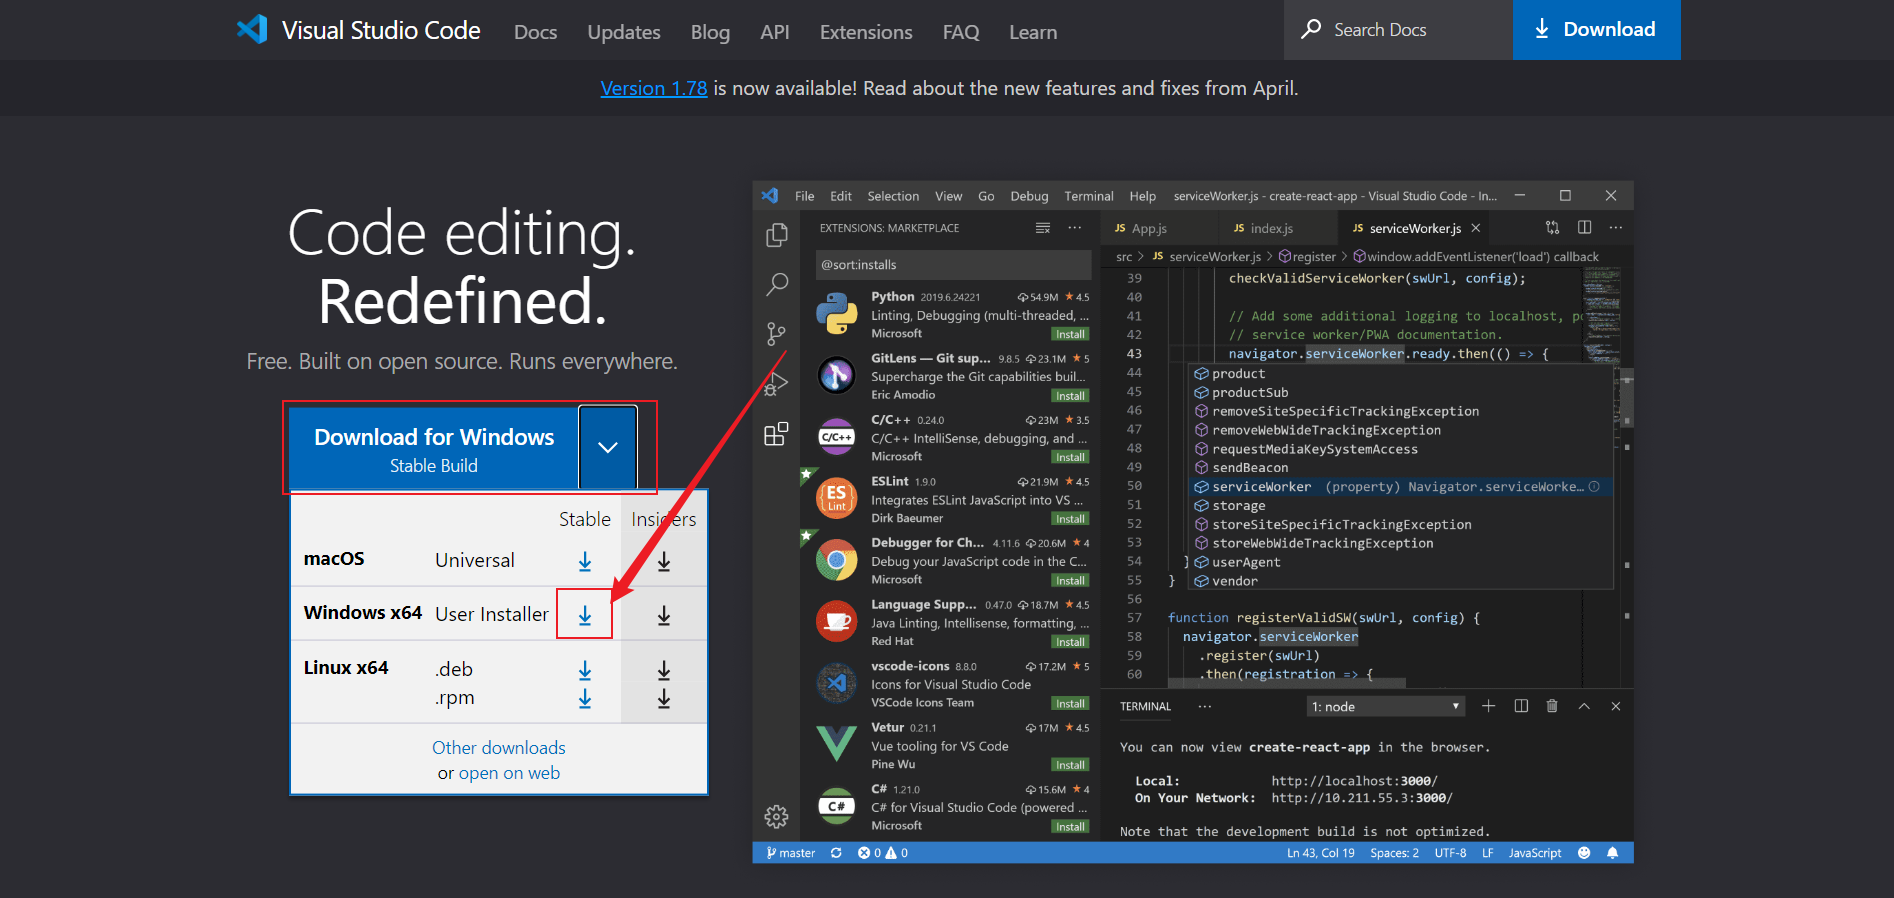 Visual Studio Code Docs Updates Blog API Extensions FAQ Learn Search Docs Download
Version 1.78 is now available! Read about the new features and fixes from April.
Code editing.
Redefined.
Free. Built on open source. Runs everywhere.
Download for Windows
Stable Build
Stable Insiders
macOS Universal
Windows x64 User Installer
Linux x64 .deb
.rpm
Other downloads
or open on web
File Edit Selection View Go Debug Terminal Help serviceWorker.js - create-react-app - Visual Studio Code - In...
EXTENSIONS: MARKETPLACE
@sort:installs
Python 2019.6.24221 54.9M 4.5
Linting, Debugging (multi-threaded, ...
Microsoft Install
GitLens — Git sup... 9.8.5 23.1M 5
Supercharge the Git capabilities buil...
Eric Amodio Install
C/C++ 0.24.0 23M 3.5
C/C++ C/C++ IntelliSense, debugging, and ...
Microsoft Install
ESLint 1.9.0 21.9M 4.5
ES Lint Integrates ESLint JavaScript into VS ...
Dirk Baeumer Install
Debugger for Ch... 4.11.6 20.6M 4
Debug your JavaScript code in the C...
Microsoft Install
Language Supp... 0.47.0 18.7M 4.5
Java Linting, Intellisense, formatting, ...
Red Hat Install
vscode-icons 8.8.0 17.2M 5
Icons for Visual Studio Code
VSCode Icons Team Install
Vetur 0.21.1 17M 4.5
Vue tooling for VS Code
Pine Wu Install
C# 1.21.0 15.6M 4
C# C# for Visual Studio Code (powered ...
Microsoft Install
JS App.js JS index.js JS serviceWorker.js
src > JS serviceWorker.js > register > window.addEventListener('load') callback
39 checkValidServiceWorker(swUrl, config);
40
41 // Add some additional logging to localhost, po
42 // service worker/PWA documentation.
43 navigator.serviceWorker.ready.then(() => {
44 product
45 productSub
46 removeSiteSpecificTrackingException
47 removeWebWideTrackingException
48 requestMediaKeySystemAccess
49 sendBeacon
50 serviceWorker (property) Navigator.serviceWorke...
51 storage
52 storeSiteSpecificTrackingException
53 storeWebWideTrackingException
54 } userAgent
55 } vendor
56
57 function registerValidSW(swUrl, config) {
58 navigator.serviceWorker
59 .register(swUrl)
60 .then(registration => {
TERMINAL ... 1: node
You can now view create-react-app in the browser.
Local: http://localhost:3000/
On Your Network: http://10.211.55.3:3000/
Note that the development build is not optimized.
master 0 0 Ln 43, Col 19 Spaces: 2 UTF-8 LF JavaScript